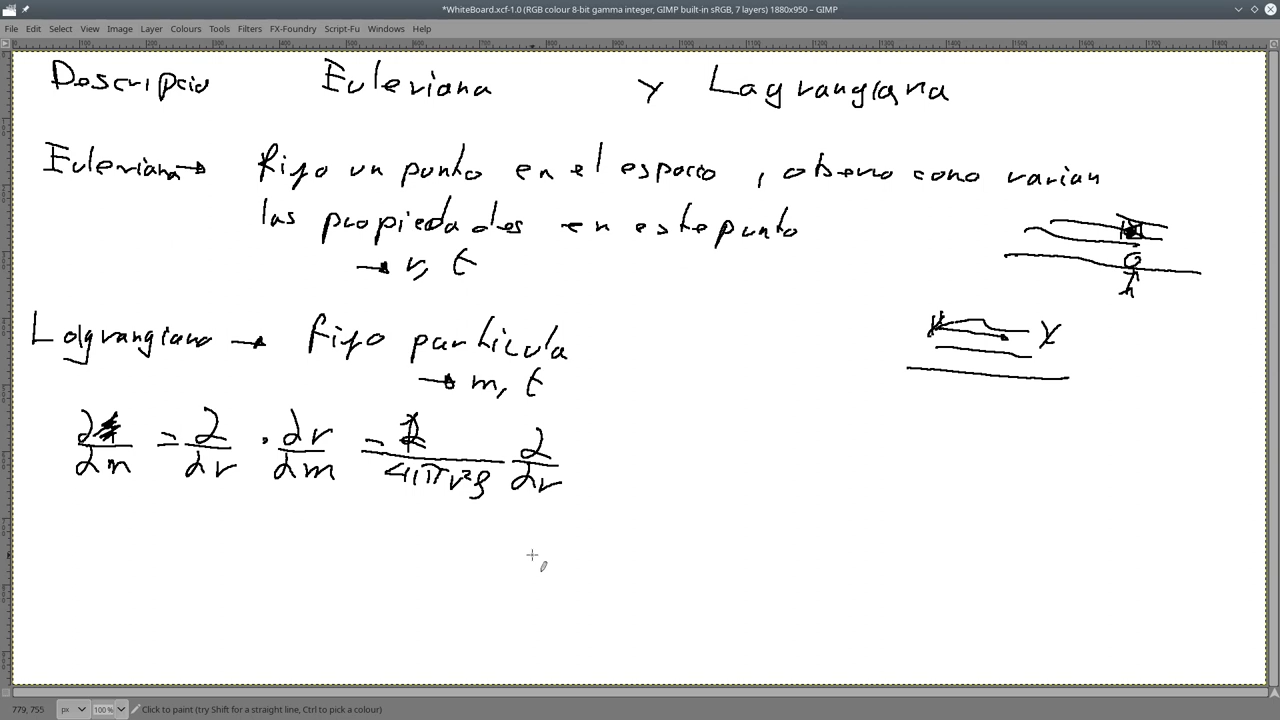 *WhiteBoard.xcf-1.0 (RGB colour 8-bit gamma integer, GIMP built-in sRGB, 7 layers) 1880x950 – GIMP
File Edit Select View Image Layer Colours Tools Filters FX-Foundry Script-Fu Windows Help
Descripcio Euleriana y Lagrangiana
Euleriana → fijo un punto en el espacio, observo como varian
las propiedades en este punto
→ r, t
Lagrangiana → fijo particula
→ m, t
∂/∂m = ∂/∂r · ∂r/∂m = 1/4πr²ρ ∂/∂r
779, 755 px 100% Click to paint (try Shift for a straight line, Ctrl to pick a colour)